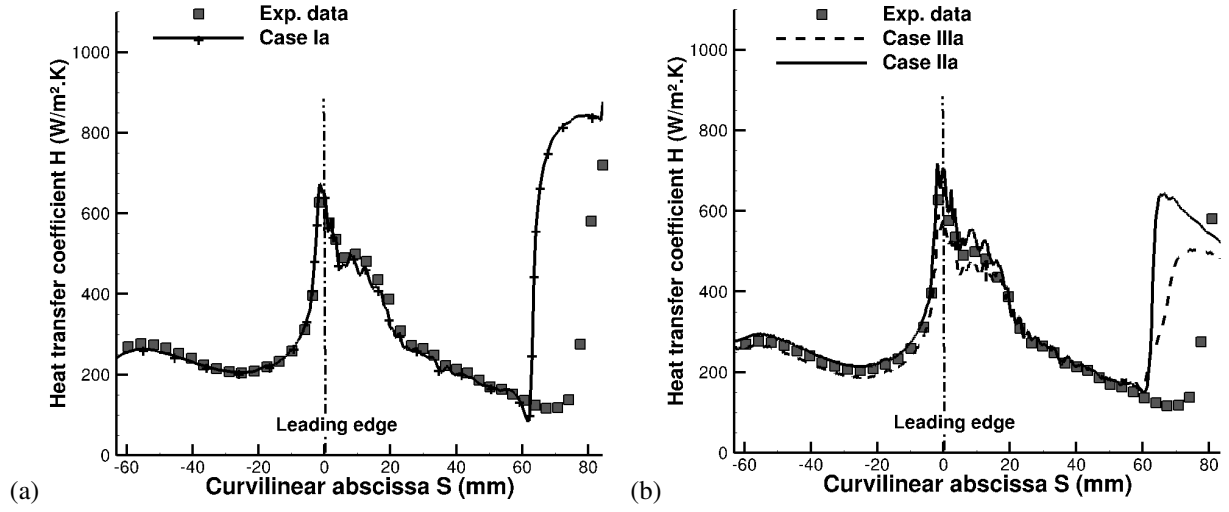 Exp. data
Case Ia
Heat transfer coefficient H (W/m².K)
1000
800
600
400
200
0
Leading edge
-60
-40
-20
0
20
40
60
80
Curvilinear abscissa S (mm)
(a)
Exp. data
Case IIIa
Case IIa
Heat transfer coefficient H (W/m².K)
1000
800
600
400
200
0
Leading edge
-60
-40
-20
0
20
40
60
80
Curvilinear abscissa S (mm)
(b)